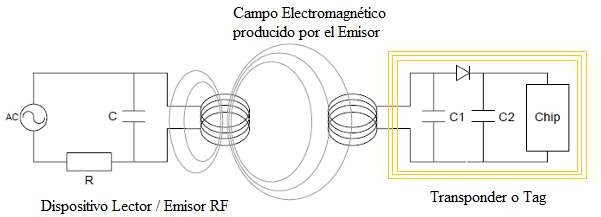 Campo Electromagnético
producido por el Emisor
AC
C
R
C1
C2
Chip
Dispositivo Lector / Emisor RF
Transponder o Tag